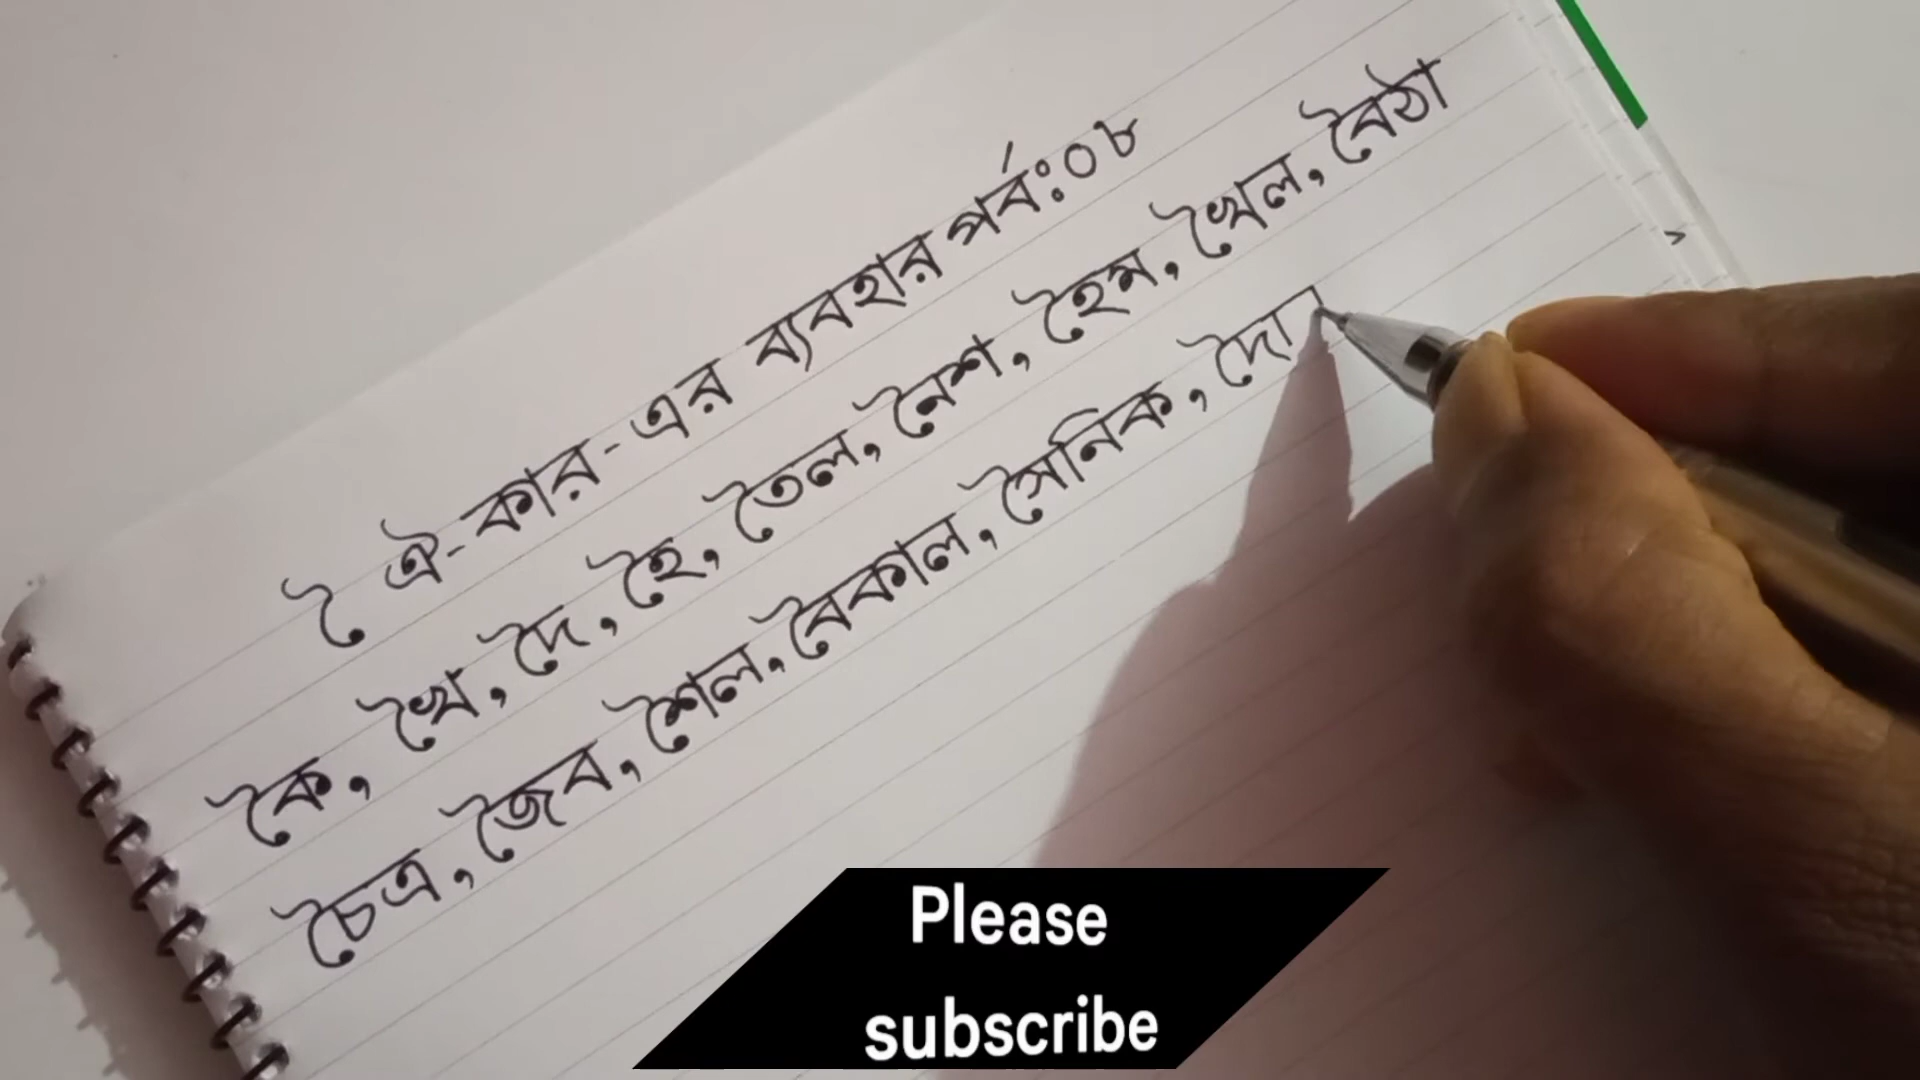 ৈ ঐ-কার-এর ব্যবহার পর্ব:০৮
কৈ, খৈ, দৈ, হৈ, তৈল, নৈশ, হৈম, খৈল, বৈঠা
চৈত্র, জৈব, শৈল, বৈকাল, সৈনিক,
Please
subscribe